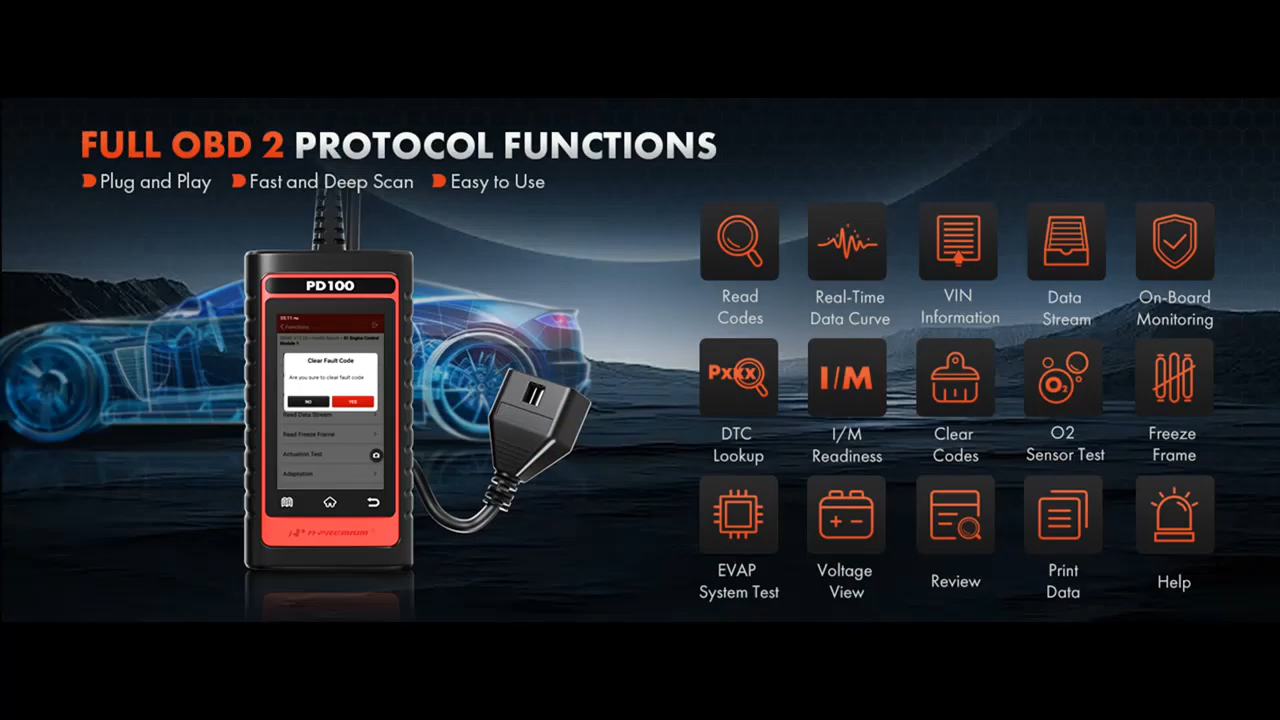 FULL OBD 2 PROTOCOL FUNCTIONS
Plug and Play Fast and Deep Scan Easy to Use
PD100
Functions
Clear Fault Code
Are you sure to clear fault code
NO YES
Read Data Stream
Read Freeze Frame
Actuation Test
Adaptation
A-PREMIUM
Read
Codes
Real-Time
Data Curve
VIN
Information
Data
Stream
On-Board
Monitoring
Pxxx
DTC
Lookup
I/M
I/M
Readiness
Clear
Codes
O2
O2
Sensor Test
Freeze
Frame
EVAP
System Test
Voltage
View
Review
Print
Data
Help